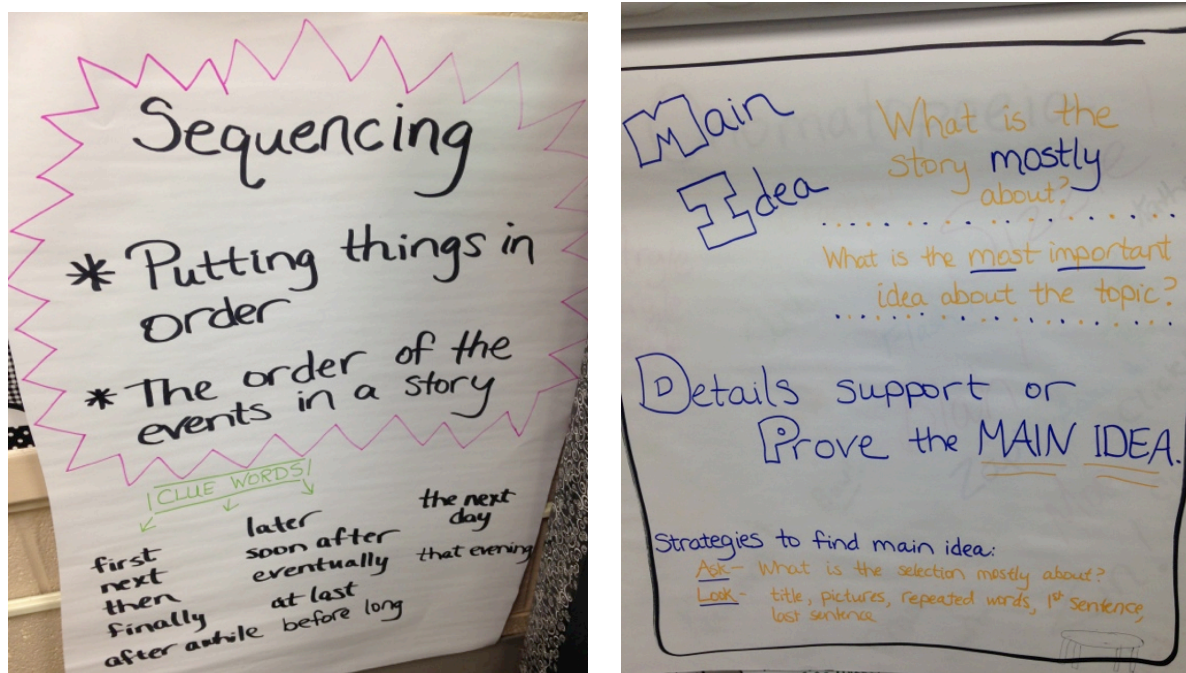 Sequencing
* Putting things in
order
* The order of the
events in a story
CLUE WORDS
first
next
then
finally
after awhile
later
soon after
eventually
at last
before long
the next
day
that evening
Main
Idea
What is the
story mostly
about?
What is the most important
idea about the topic?
Details support or
Prove the MAIN IDEA.
Strategies to find main idea:
Ask- What is the selection mostly about?
Look- title, pictures, repeated words, 1st sentence,
last sentence